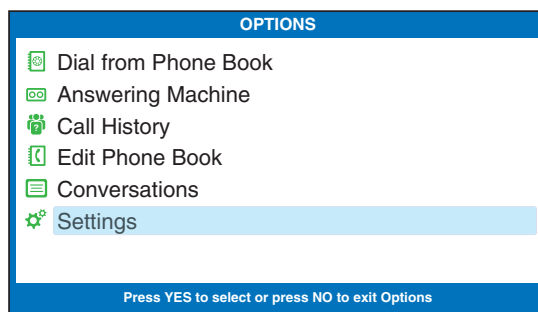 OPTIONS
Dial from Phone Book
Answering Machine
Call History
Edit Phone Book
Conversations
Settings
Press YES to select or press NO to exit Options